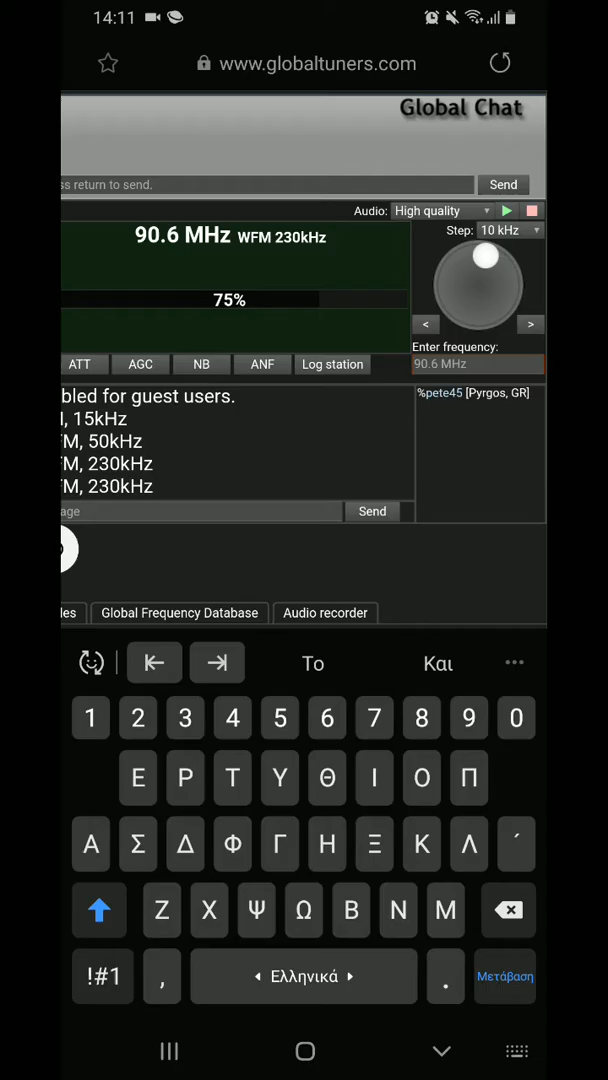 14:11
www.globaltuners.com
Global Chat
ss return to send.
Send
Audio: High quality
90.6 MHz WFM 230kHz
Step: 10 kHz
75%
< >
Enter frequency:
90.6 MHz
ATT AGC NB ANF Log station
bled for guest users.
%pete45 [Pyrgos, GR]
, 15kHz
M, 50kHz
M, 230kHz
M, 230kHz
age
Send
les Global Frequency Database Audio recorder
Το Και
1 2 3 4 5 6 7 8 9 0
Ε Ρ Τ Υ Θ Ι Ο Π
Α Σ Δ Φ Γ Η Ξ Κ Λ ´
Ζ Χ Ψ Ω Β Ν Μ
!#1 , Ελληνικά . Μετάβαση